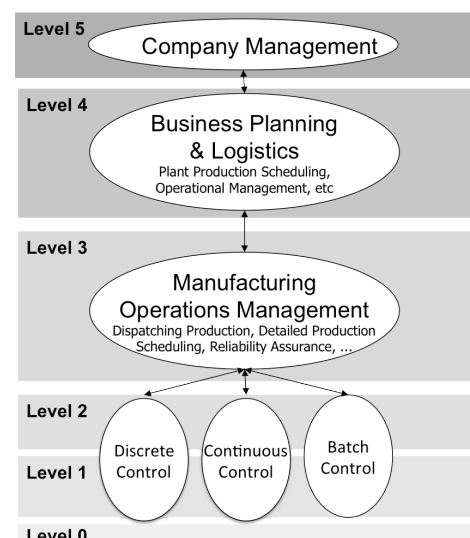 Level 5
Company Management
Level 4
Business Planning
& Logistics
Plant Production Scheduling,
Operational Management, etc
Level 3
Manufacturing
Operations Management
Dispatching Production, Detailed Production
Scheduling, Reliability Assurance, ...
Level 2
Discrete
Control
Continuous
Control
Batch
Control
Level 1
Level 0